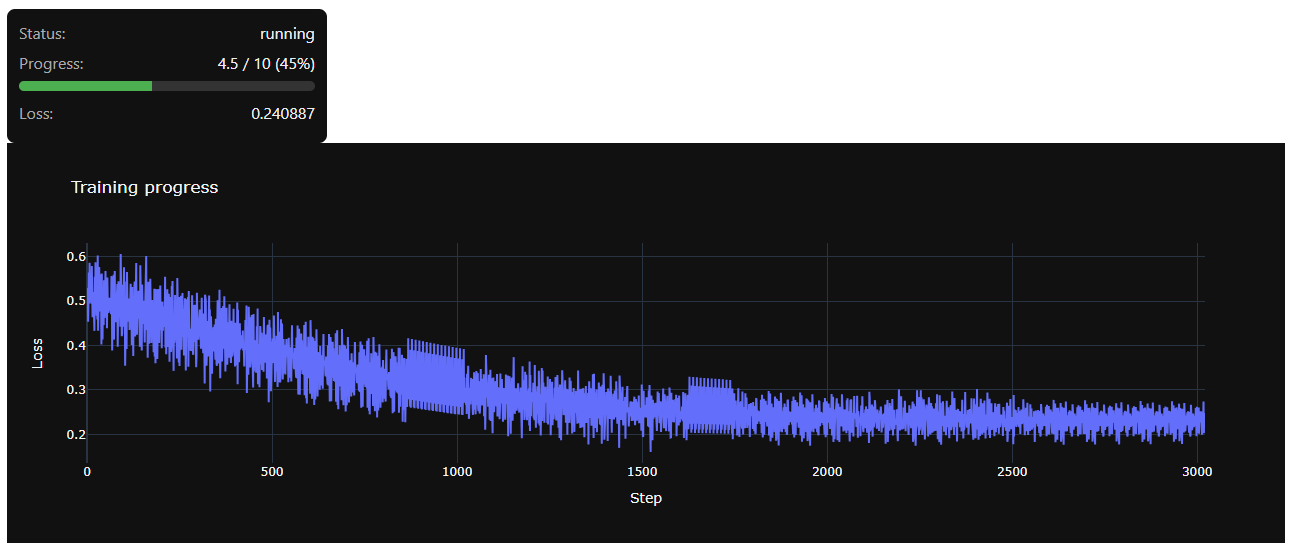 Status: running
Progress: 4.5 / 10 (45%)
Loss: 0.240887
Training progress
0.6
0.5
0.4
0.3
0.2
Loss
0 500 1000 1500 2000 2500 3000
Step